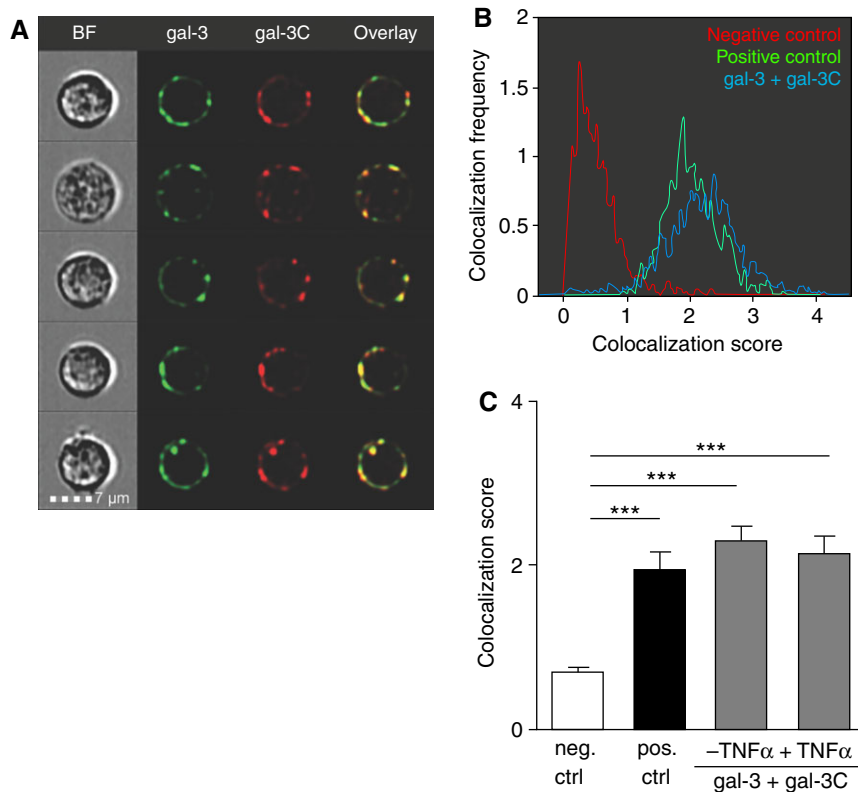 A
BF gal-3 gal-3C Overlay
7 µm
B
Colocalization frequency
2
1.5
1
0.5
0
Negative control
Positive control
gal-3 + gal-3C
0 1 2 3 4
Colocalization score
C
Colocalization score
4
2
0
***
***
***
neg. ctrl
pos. ctrl
–TNFα + TNFα
gal-3 + gal-3C